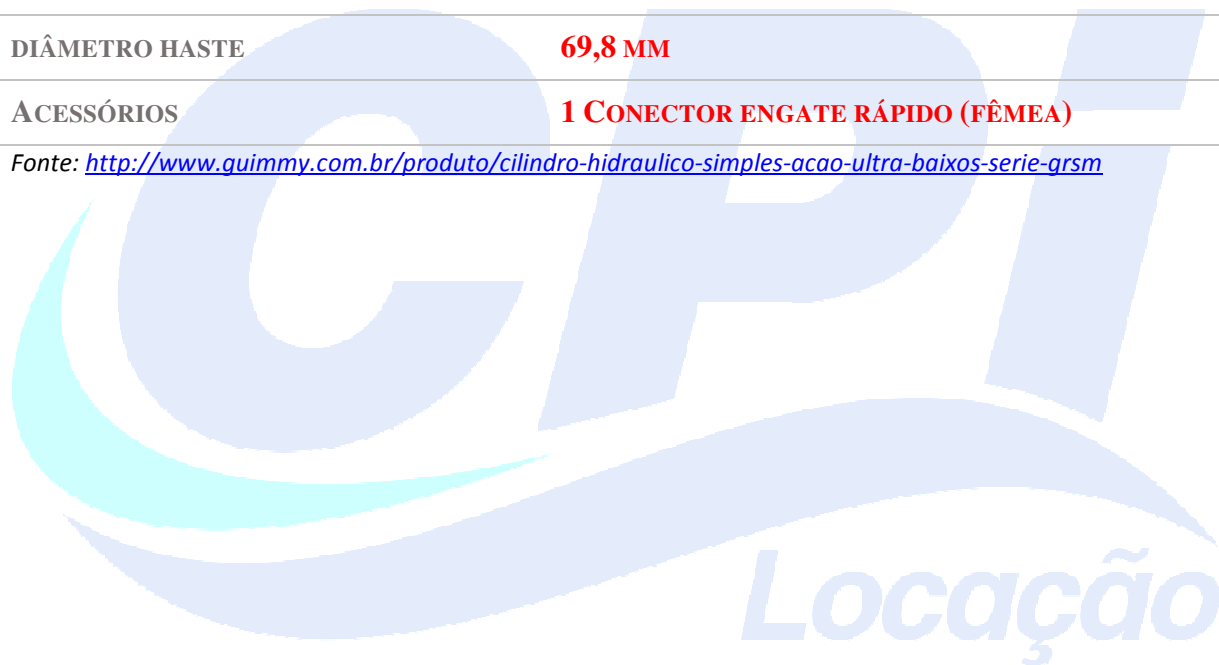 DIÂMETRO HASTE 69,8 MM
ACESSÓRIOS 1 CONECTOR ENGATE RÁPIDO (FÊMEA)
Fonte: http://www.guimmy.com.br/produto/cilindro-hidraulico-simples-acao-ultra-baixos-serie-grsm
CPI
Locação